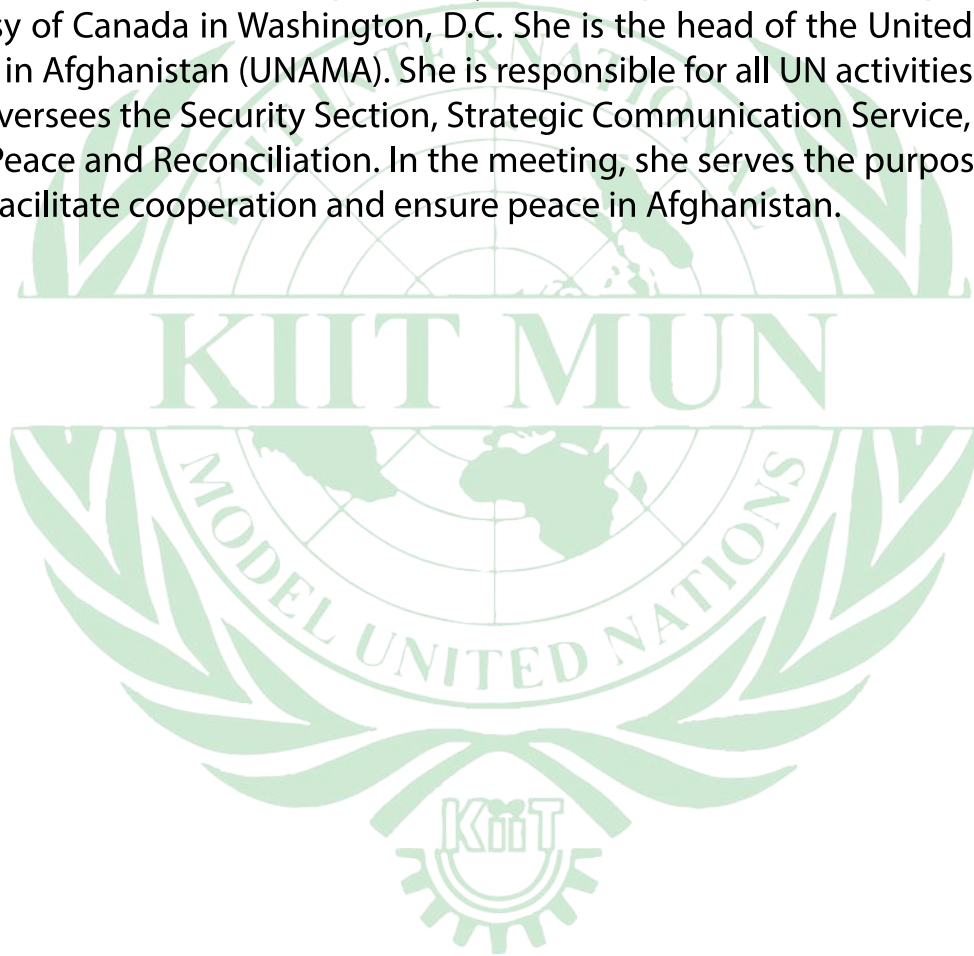 sy of Canada in Washington, D.C. She is the head of the United
in Afghanistan (UNAMA). She is responsible for all UN activities
versees the Security Section, Strategic Communication Service,
Peace and Reconciliation. In the meeting, she serves the purpos
acilitate cooperation and ensure peace in Afghanistan.
KIIT INTERNATIONAL
KIIT MUN
MODEL UNITED NATIONS
KiiT